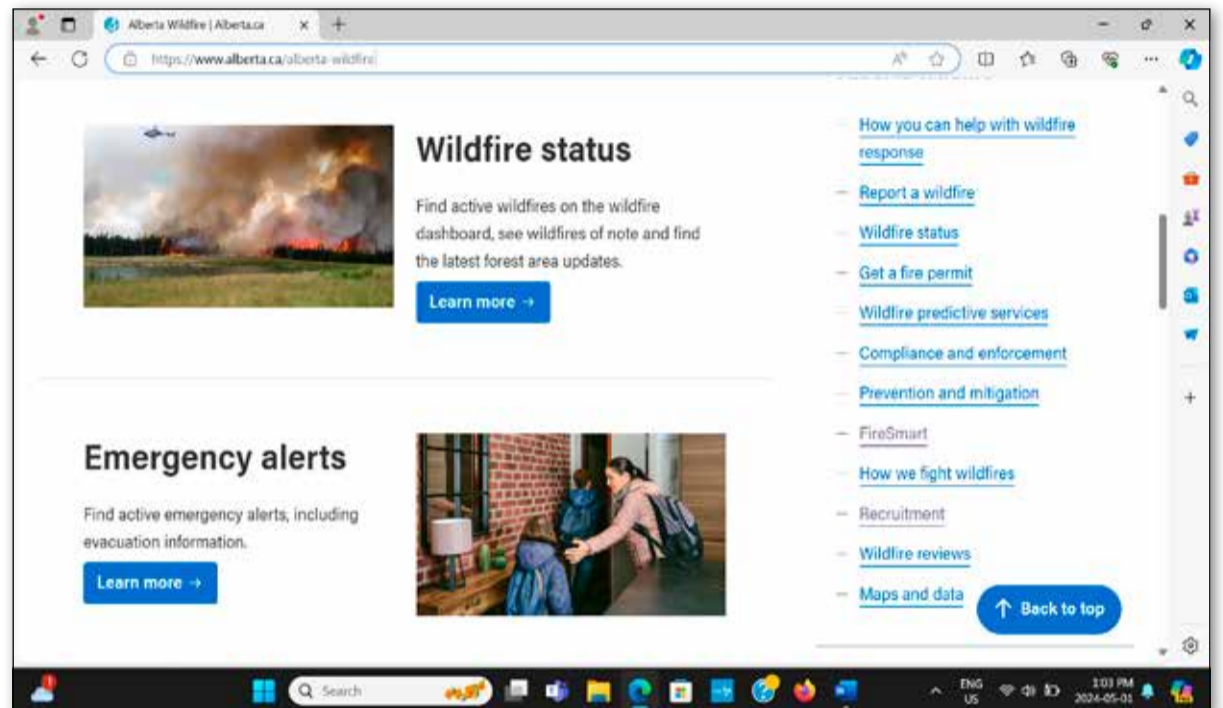 Alberta Wildfire | Alberta.ca
https://www.alberta.ca/alberta-wildfire
Wildfire status
Find active wildfires on the wildfire
dashboard, see wildfires of note and find
the latest forest area updates.
Learn more →
Emergency alerts
Find active emergency alerts, including
evacuation information.
Learn more →
How you can help with wildfire
response
Report a wildfire
Wildfire status
Get a fire permit
Wildfire predictive services
Compliance and enforcement
Prevention and mitigation
FireSmart
How we fight wildfires
Recruitment
Wildfire reviews
Maps and data
↑ Back to top
Search
ENG
US
1:03 PM
2024-05-01